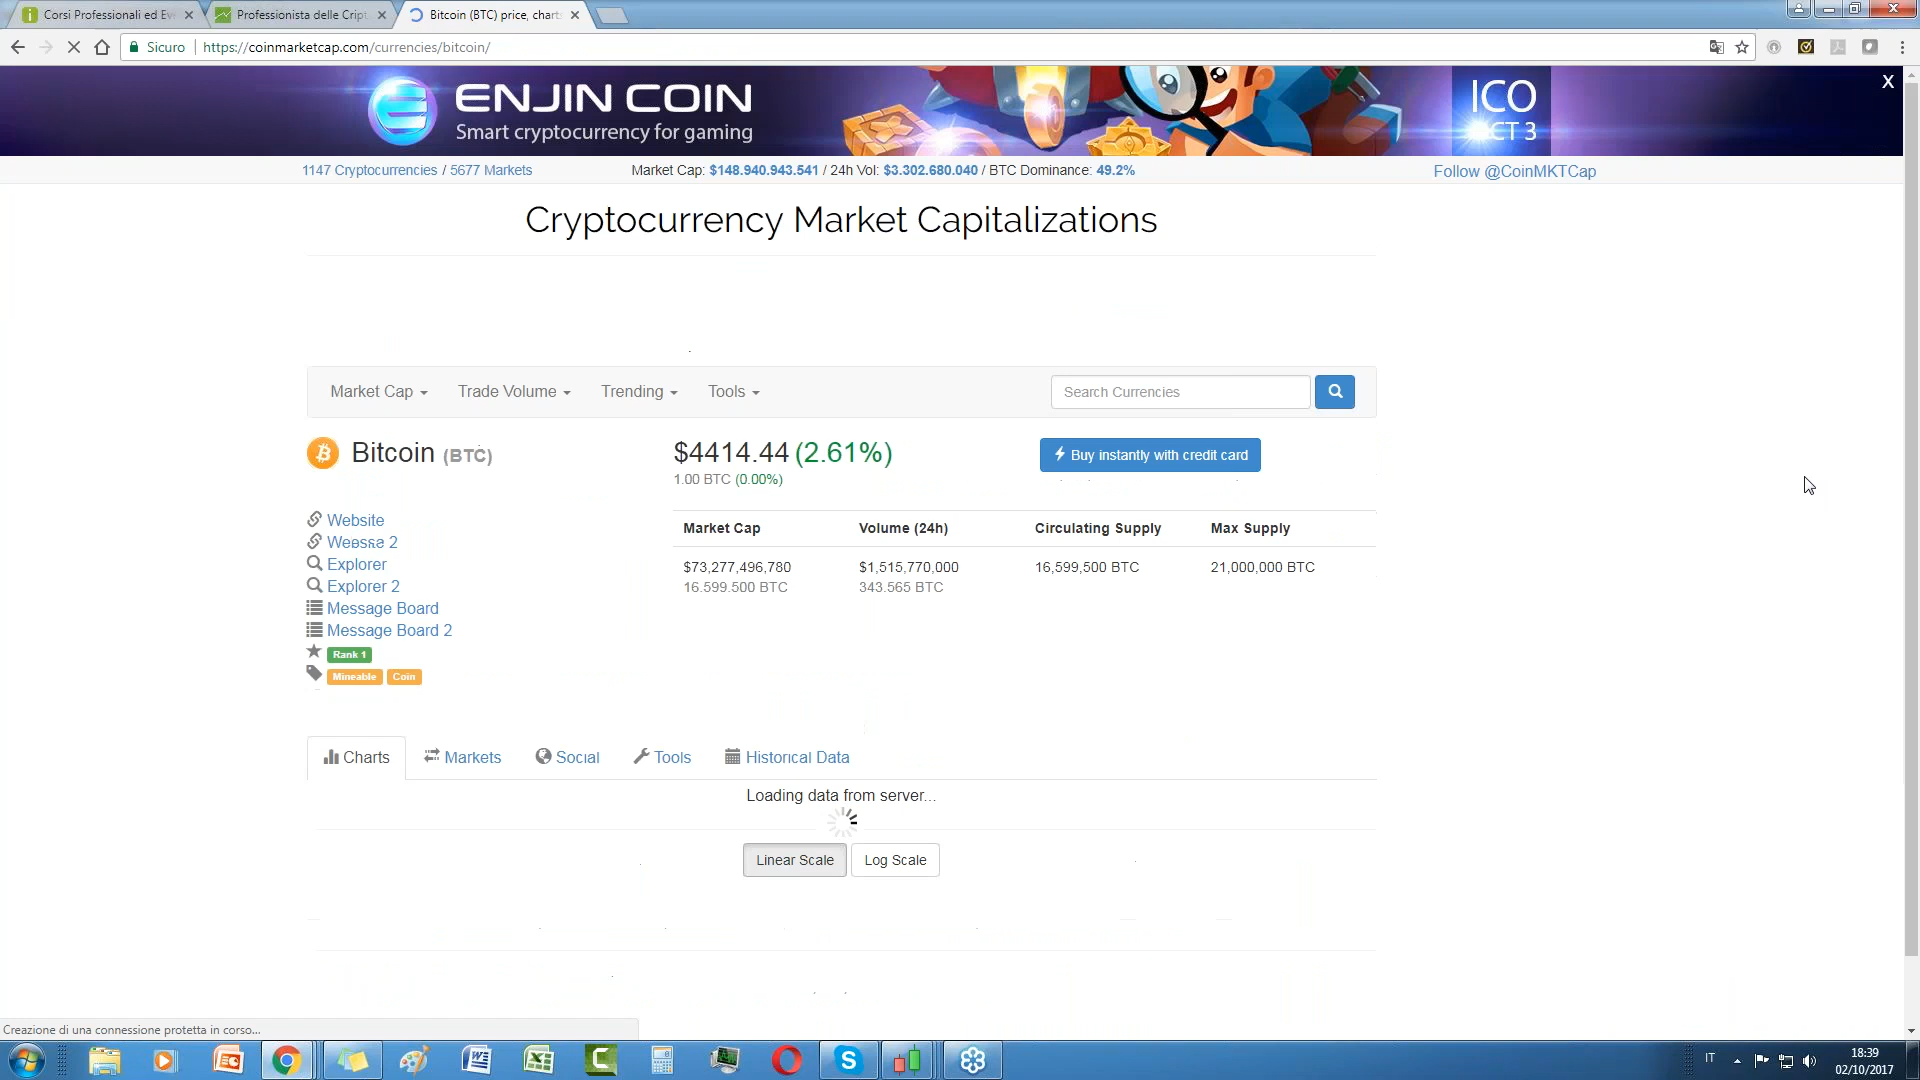 Corsi Professionali ed Ev
Professionista delle Cript
Bitcoin (BTC) price, chart
Sicuro
https://coinmarketcap.com/currencies/bitcoin/
ENJIN COIN
Smart cryptocurrency for gaming
ICO
CT 3
X
1147 Cryptocurrencies / 5677 Markets
Market Cap: $148.940.943.541 / 24h Vol: $3.302.680.040 / BTC Dominance: 49.2%
Follow @CoinMKTCap
Cryptocurrency Market Capitalizations
Market Cap
Trade Volume
Trending
Tools
Search Currencies
Bitcoin (BTC)
$4414.44 (2.61%)
1.00 BTC (0.00%)
Buy instantly with credit card
Website
2
Explorer
Explorer 2
Message Board
Message Board 2
Rank 1
Mineable Coin
Market Cap Volume (24h) Circulating Supply Max Supply
$73,277,496,780 $1,515,770,000 16,599,500 BTC 21,000,000 BTC
16.599.500 BTC 343.565 BTC
Charts
Markets
Social
Tools
Historical Data
Loading data from server...
Linear Scale
Log Scale
Creazione di una connessione protetta in corso...
IT
18:39
02/10/2017